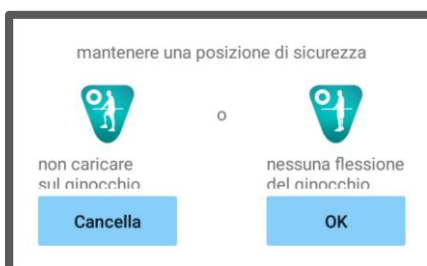 mantenere una posizione di sicurezza
o
non caricare
sul ginocchio
nessuna flessione
del ginocchio
Cancella
OK